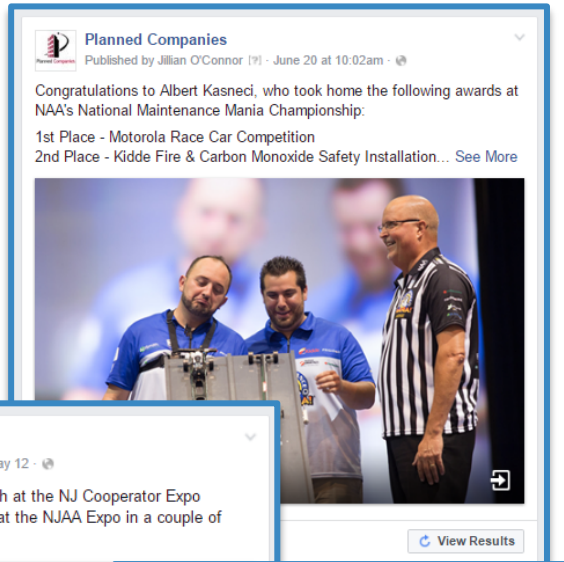 Planned Companies
Published by Jillian O'Connor [?] · June 20 at 10:02am ·
Congratulations to Albert Kasneci, who took home the following awards at
NAA's National Maintenance Mania Championship:
1st Place - Motorola Race Car Competition
2nd Place - Kidde Fire & Carbon Monoxide Safety Installation... See More
ay 12 ·
h at the NJ Cooperator Expo
at the NJAA Expo in a couple of
View Results